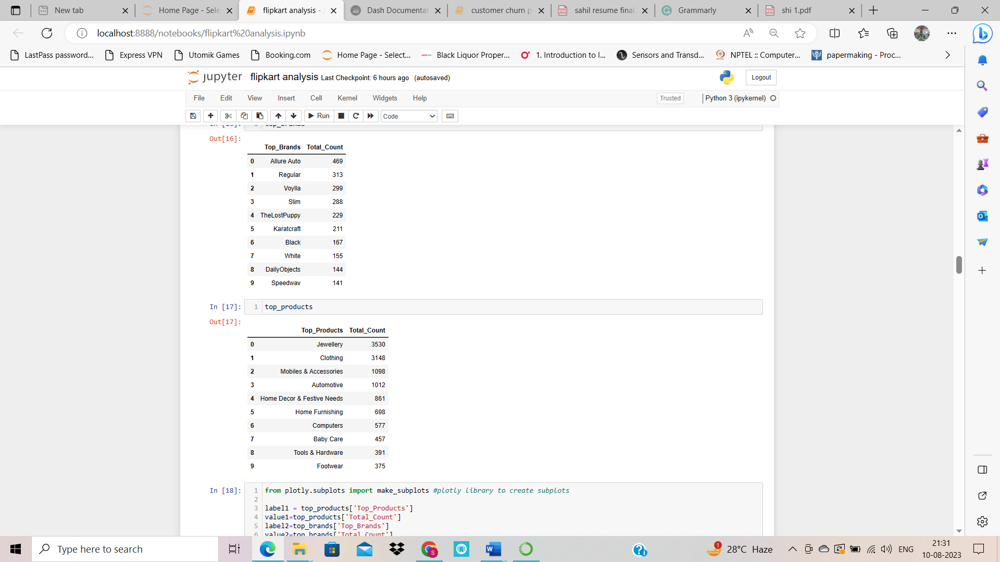 New tab
Home Page - Sele
flipkart analysis - J
Dash Documentat
customer churn p
sahil resume final.
Grammarly
shi 1.pdf
localhost:8888/notebooks/flipkart%20analysis.ipynb
LastPass password...
Express VPN
Utomik Games
Booking.com
Home Page - Select...
Black Liquor Proper...
1. Introduction to I...
Sensors and Transd...
NPTEL :: Computer...
papermaking - Proc...
jupyter flipkart analysis Last Checkpoint: 6 hours ago (autosaved)
Logout
File Edit View Insert Cell Kernel Widgets Help
Trusted
Python 3 (ipykernel)
Run
Code
In [16]: 1 top_brands
Out[16]:
Top_Brands Total_Count
0 Allure Auto 469
1 Regular 313
2 Voylla 299
3 Slim 288
4 TheLostPuppy 229
5 Karatcraft 211
6 Black 167
7 White 155
8 DailyObjects 144
9 Speedwav 141
In [17]: 1 top_products
Out[17]:
Top_Products Total_Count
0 Jewellery 3530
1 Clothing 3148
2 Mobiles & Accessories 1098
3 Automotive 1012
4 Home Decor & Festive Needs 861
5 Home Furnishing 698
6 Computers 577
7 Baby Care 457
8 Tools & Hardware 391
9 Footwear 375
In [18]: 1 from plotly.subplots import make_subplots #plotly library to create subplots
2
3 label1 = top_products['Top_Products']
4 value1=top_products['Total_Count']
5 label2=top_brands['Top_Brands']
6 value2=top_brands['Total_Count']
Type here to search
28°C Haze
ENG
21:31
10-08-2023